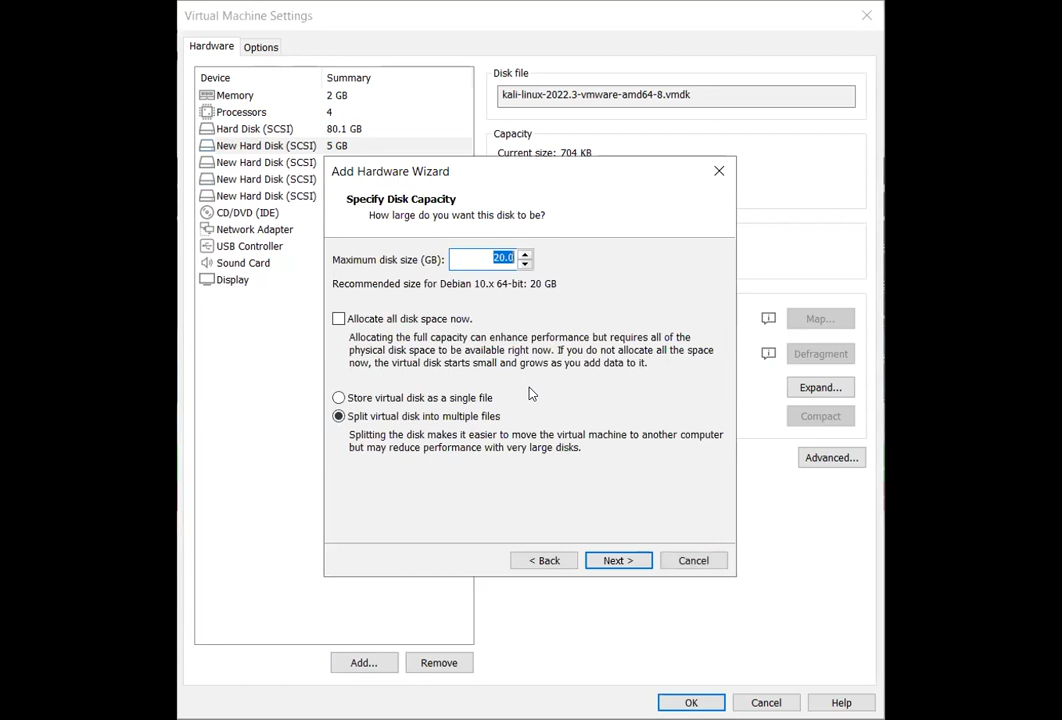 Virtual Machine Settings
Hardware Options
Device Summary
Memory 2 GB
Processors 4
Hard Disk (SCSI) 80.1 GB
New Hard Disk (SCSI) 5 GB
New Hard Disk (SCSI)
New Hard Disk (SCSI)
New Hard Disk (SCSI)
CD/DVD (IDE)
Network Adapter
USB Controller
Sound Card
Display
Add... Remove
Disk file
kali-linux-2022.3-vmware-amd64-8.vmdk
Capacity
Current size: 704 KB
Map...
Defragment
Expand...
Compact
Advanced...
Add Hardware Wizard
Specify Disk Capacity
How large do you want this disk to be?
Maximum disk size (GB): 20.0
Recommended size for Debian 10.x 64-bit: 20 GB
Allocate all disk space now.
Allocating the full capacity can enhance performance but requires all of the
physical disk space to be available right now. If you do not allocate all the space
now, the virtual disk starts small and grows as you add data to it.
Store virtual disk as a single file
Split virtual disk into multiple files
Splitting the disk makes it easier to move the virtual machine to another computer
but may reduce performance with very large disks.
< Back Next > Cancel
OK Cancel Help